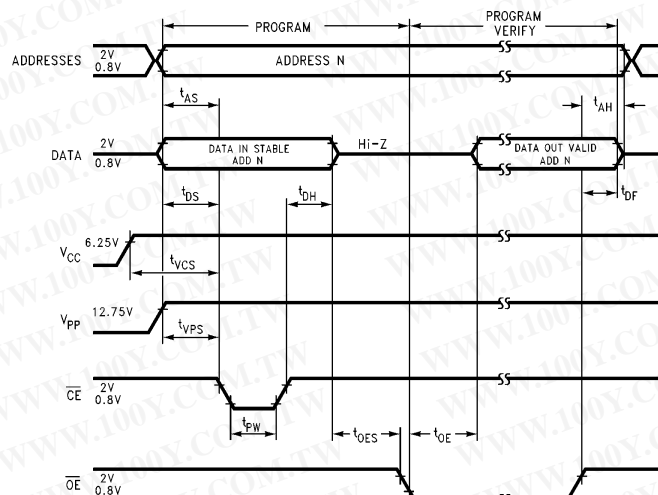 PROGRAM
PROGRAM
VERIFY
ADDRESSES
2V
0.8V
ADDRESS N
tAS
tAH
DATA
2V
0.8V
DATA IN STABLE
ADD N
Hi-Z
DATA OUT VALID
ADD N
tDS
tDH
tDF
VCC
6.25V
tVCS
VPP
12.75V
tVPS
CE
2V
0.8V
tPW
tOES
tOE
OE
2V
0.8V
WWW.100Y.COM.TW